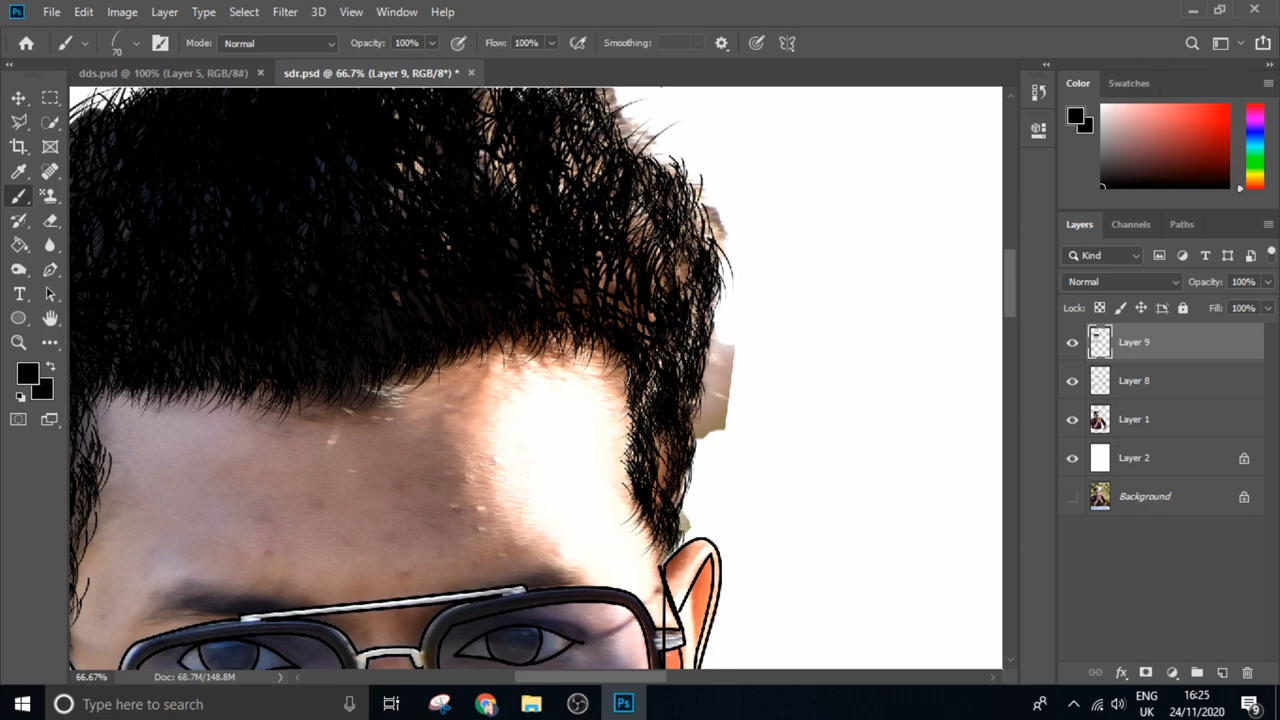 Ps File Edit Image Layer Type Select Filter 3D View Window Help
70 Mode: Normal Opacity: 100% Flow: 100% Smoothing:
dds.psd @ 100% (Layer 5, RGB/8#) sdr.psd @ 66.7% (Layer 9, RGB/8*) *
Color Swatches
Layers Channels Paths
Kind
Normal Opacity: 100%
Lock: Fill: 100%
Layer 9
Layer 8
Layer 1
Layer 2
Background
66.67% Doc: 68.7M/148.8M
Type here to search
Ps
ENG
UK
16:25
24/11/2020
9